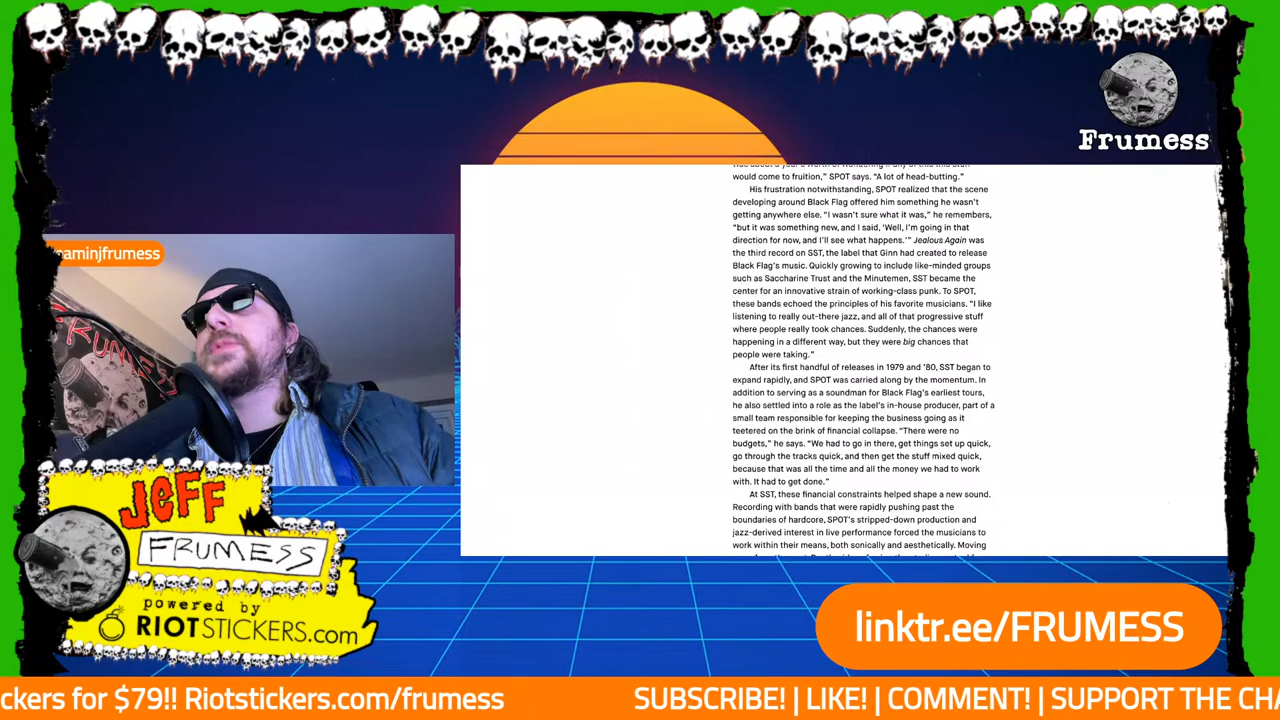 Frumess
would come to fruition,” SPOT says. “A lot of head-butting.”
His frustration notwithstanding, SPOT realized that the scene
developing around Black Flag offered him something he wasn’t
getting anywhere else. “I wasn’t sure what it was,” he remembers,
“but it was something new, and I said, ‘Well, I’m going in that
direction for now, and I’ll see what happens.’” Jealous Again was
the third record on SST, the label that Ginn had created to release
Black Flag’s music. Quickly growing to include like-minded groups
such as Saccharine Trust and the Minutemen, SST became the
center for an innovative strain of working-class punk. To SPOT,
these bands echoed the principles of his favorite musicians. “I like
listening to really out-there jazz, and all of that progressive stuff
where people really took chances. Suddenly, the chances were
happening in a different way, but they were big chances that
people were taking.”
After its first handful of releases in 1979 and ’80, SST began to
expand rapidly, and SPOT was carried along by the momentum. In
addition to serving as a soundman for Black Flag’s earliest tours,
he also settled into a role as the label’s in-house producer, part of a
small team responsible for keeping the business going as it
teetered on the brink of financial collapse. “There were no
budgets,” he says. “We had to go in there, get things set up quick,
go through the tracks quick, and then get the stuff mixed quick,
because that was all the time and all the money we had to work
with. It had to get done.”
At SST, these financial constraints helped shape a new sound.
Recording with bands that were rapidly pushing past the
boundaries of hardcore, SPOT’s stripped-down production and
jazz-derived interest in live performance forced the musicians to
work within their means, both sonically and aesthetically. Moving
aminjfrumess
FRUMESS
JEFF
FRUMESS
powered by
RIOTSTICKERS.com
linktr.ee/FRUMESS
ckers for $79!! Riotstickers.com/frumess
SUBSCRIBE! | LIKE! | COMMENT! | SUPPORT THE CHA